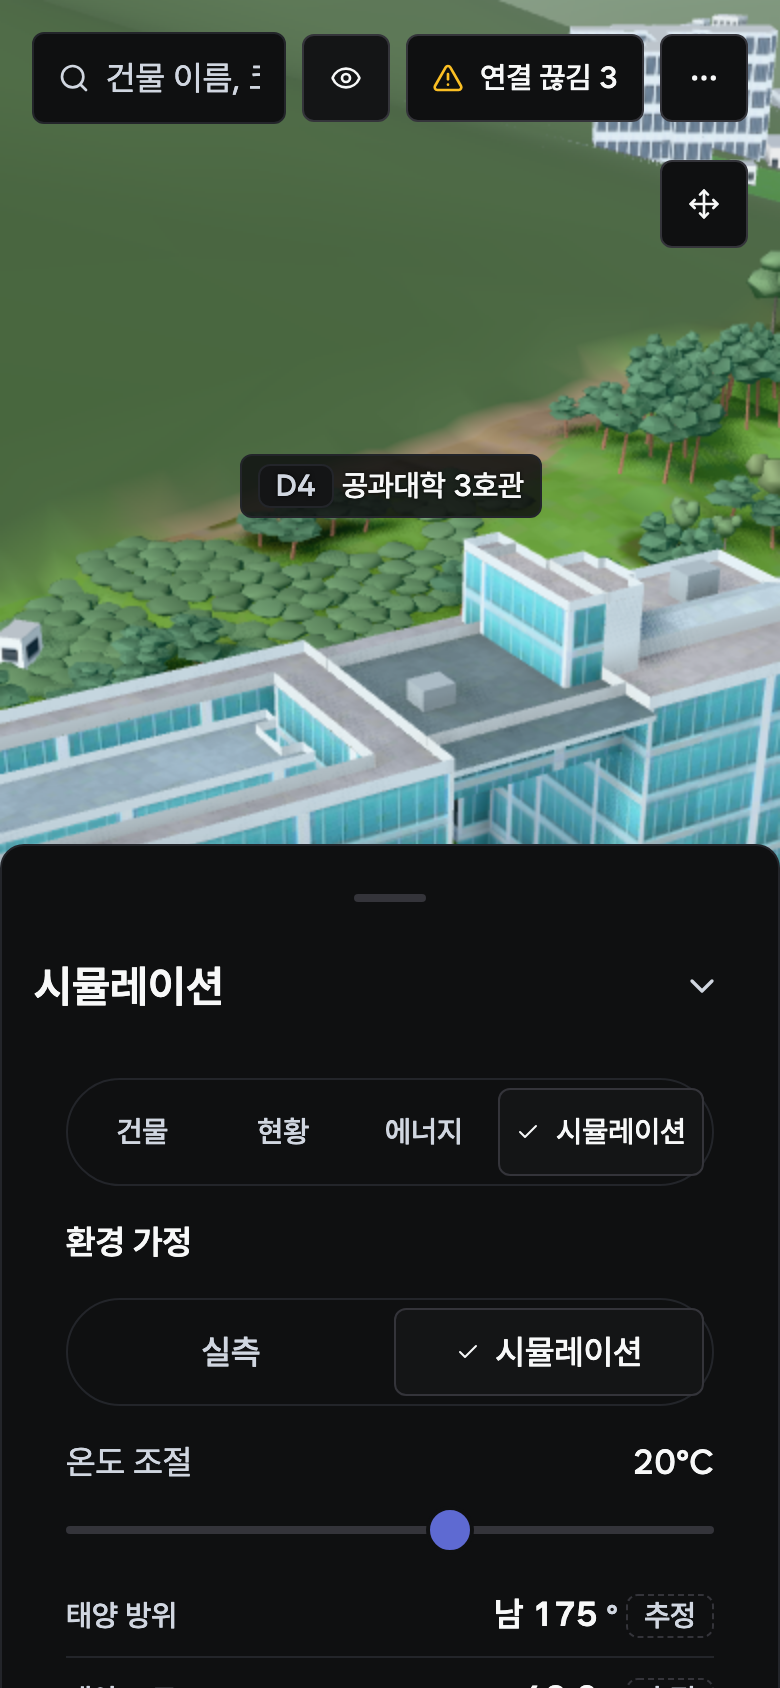 건물 이름,
연결 끊김 3
D4 공과대학 3호관
시뮬레이션
건물 현황 에너지 시뮬레이션
환경 가정
실측 시뮬레이션
온도 조절 20°C
태양 방위 남 175 ° 추정